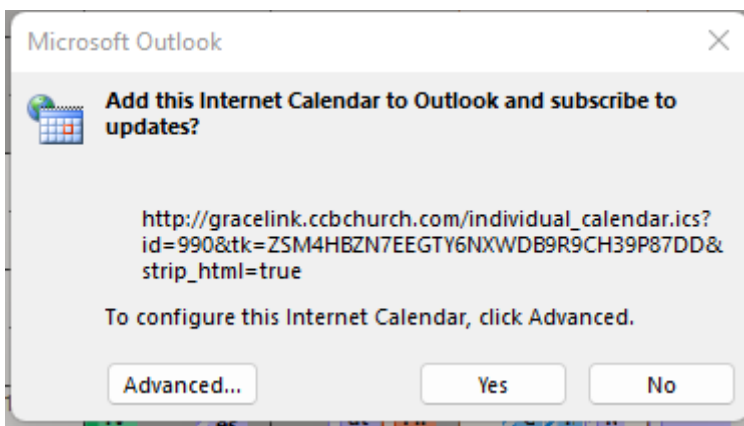 Microsoft Outlook
Add this Internet Calendar to Outlook and subscribe to
updates?
http://gracelink.ccbchurch.com/individual_calendar.ics?
id=990&tk=ZSM4HBZN7EEGTY6NXWDB9R9CH39P87DD&
strip_html=true
To configure this Internet Calendar, click Advanced.
Advanced...
Yes
No